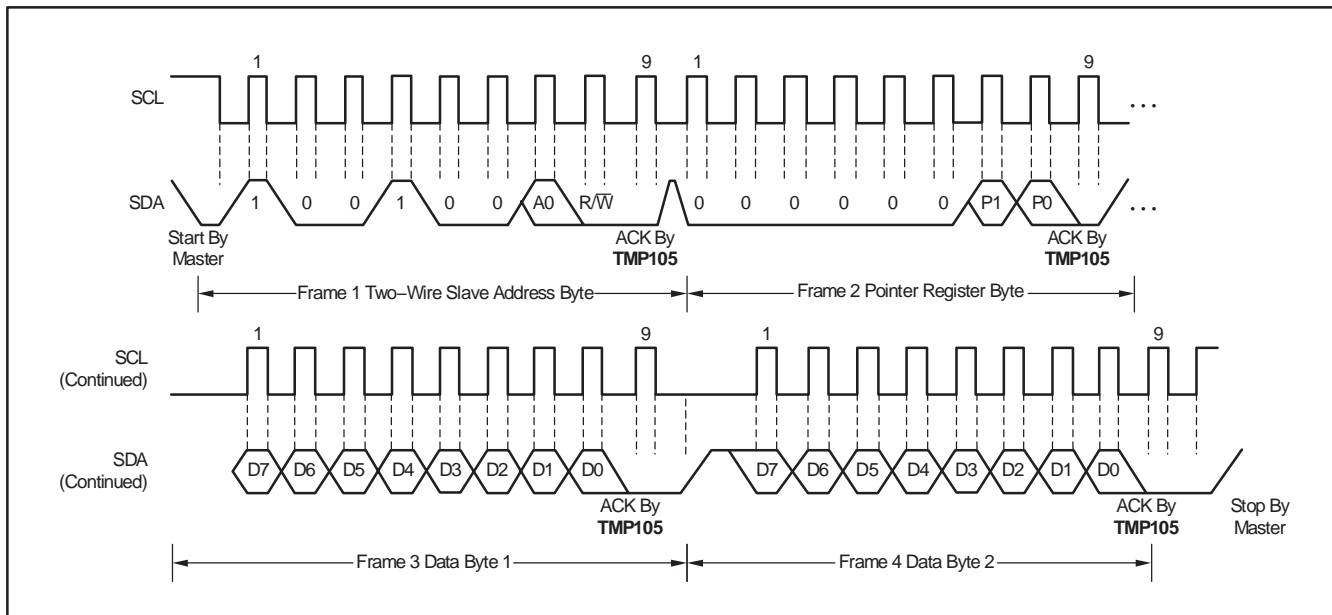 1 9 1 9
SCL
. . .
SDA 1 0 0 1 0 0 A0 R/W̅ 0 0 0 0 0 0 P1 P0 . . .
Start By Master
ACK By TMP105
ACK By TMP105
Frame 1 Two−Wire Slave Address Byte
Frame 2 Pointer Register Byte
1 9 1 9
SCL
(Continued)
SDA
(Continued)
D7 D6 D5 D4 D3 D2 D1 D0 D7 D6 D5 D4 D3 D2 D1 D0
ACK By TMP105
ACK By TMP105
Stop By Master
Frame 3 Data Byte 1
Frame 4 Data Byte 2